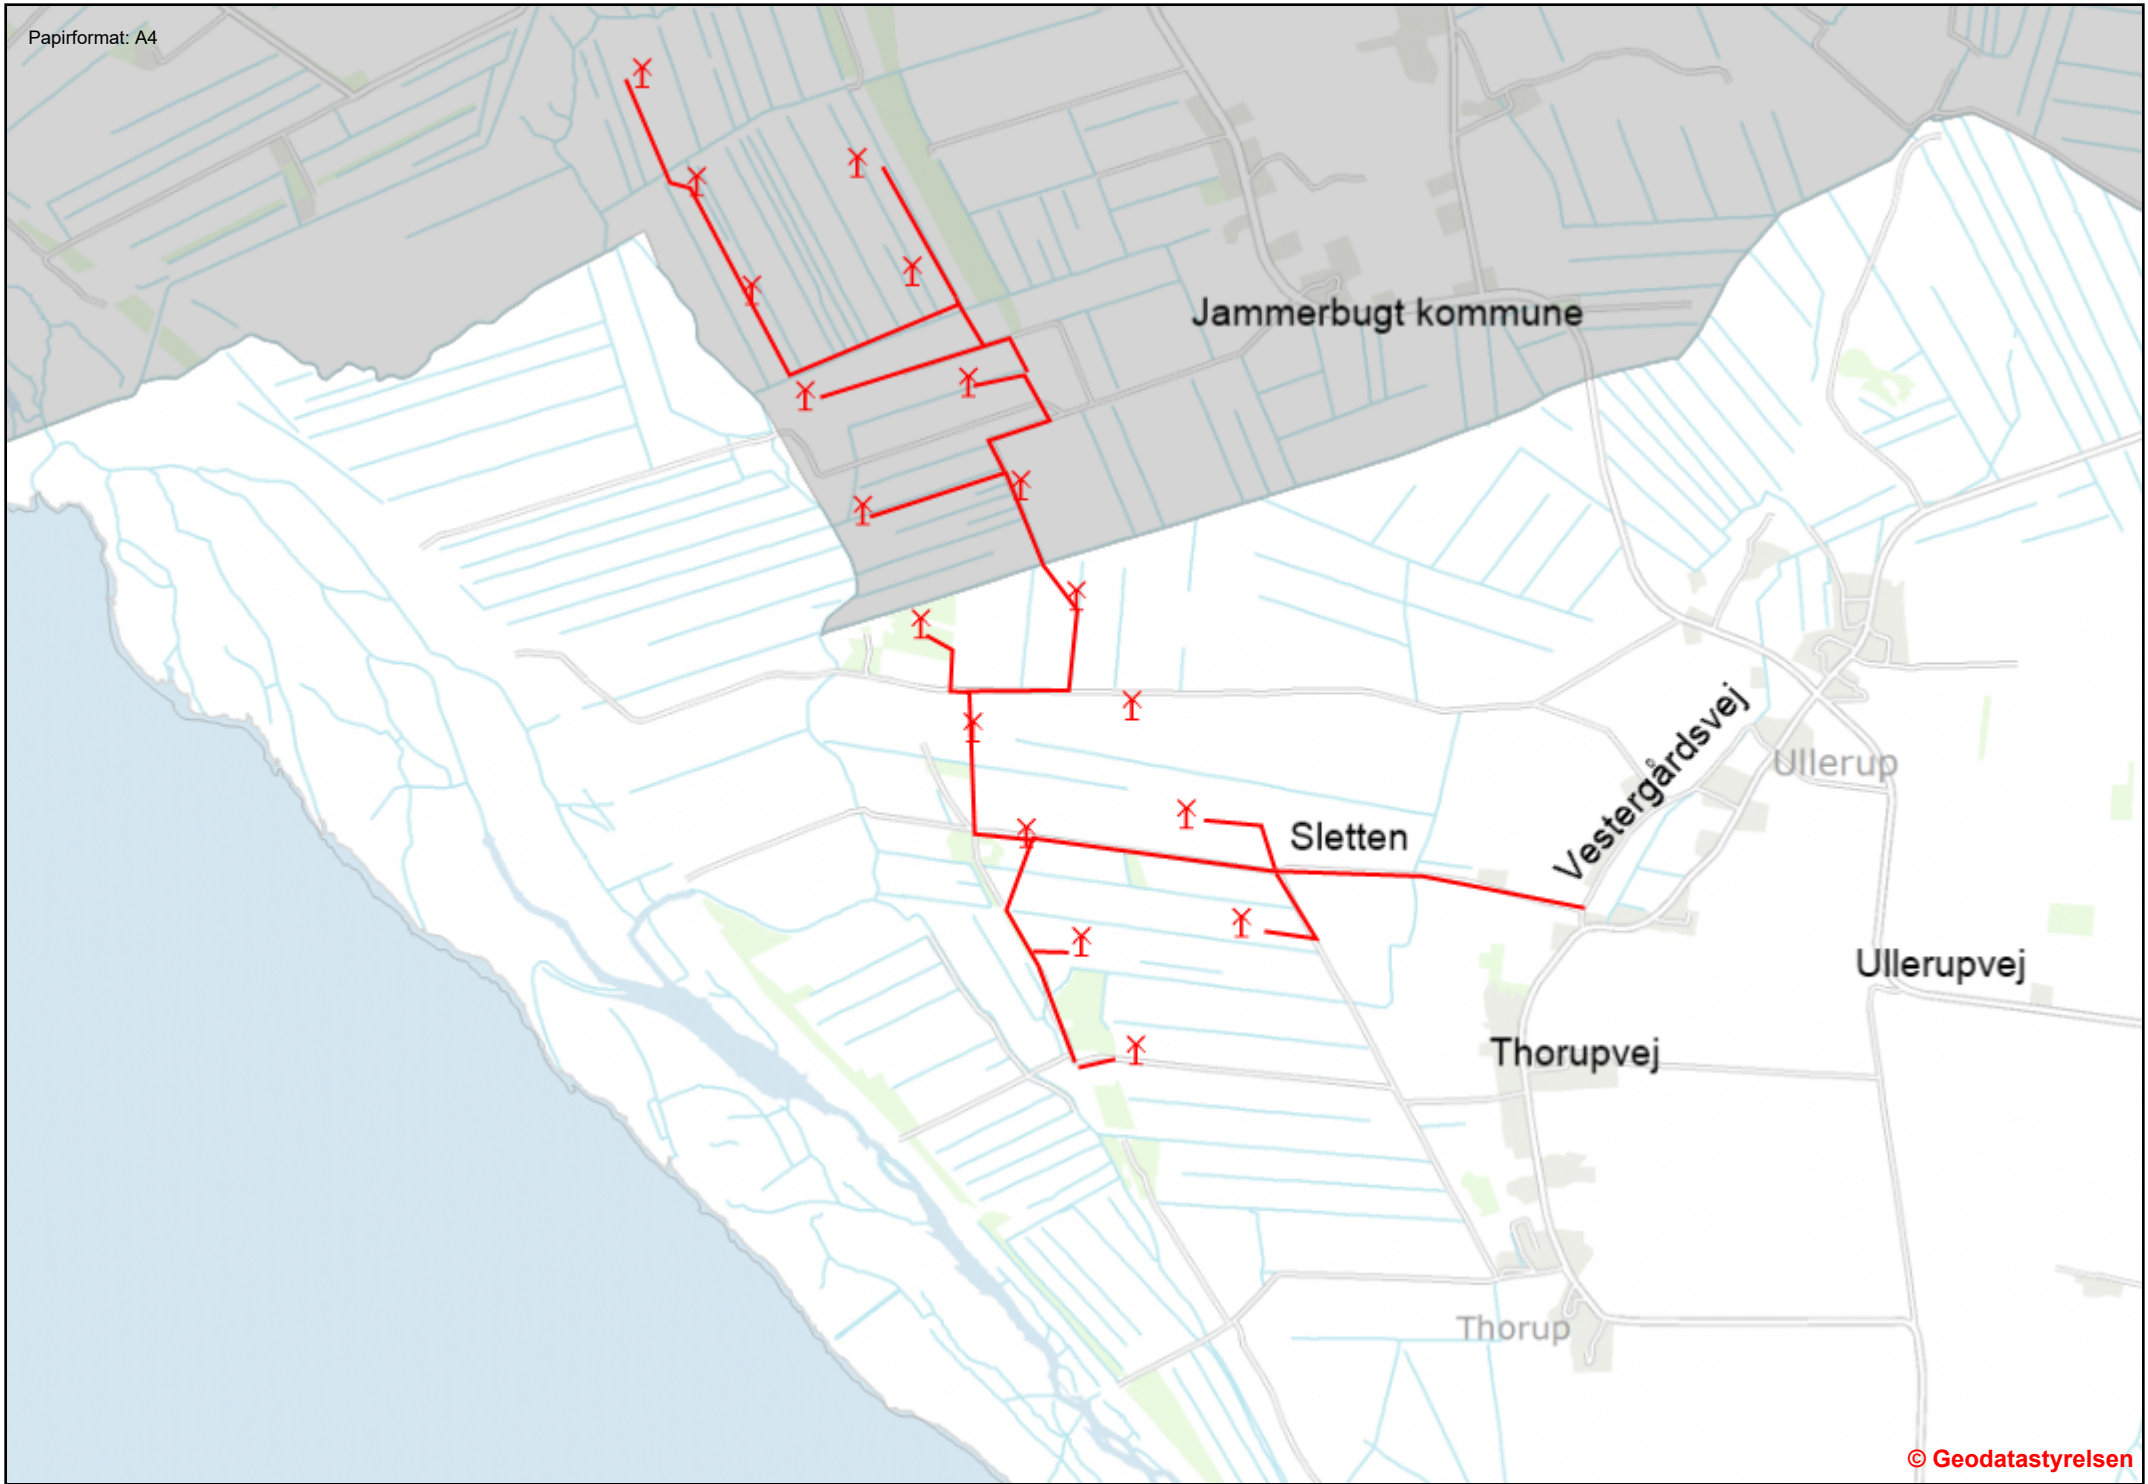 Papirformat: A4
Jammerbugt kommune
Vestergårdsvej
Ullerup
Sletten
Ullerupvej
Thorupvej
Thorup
© Geodatastyrelsen